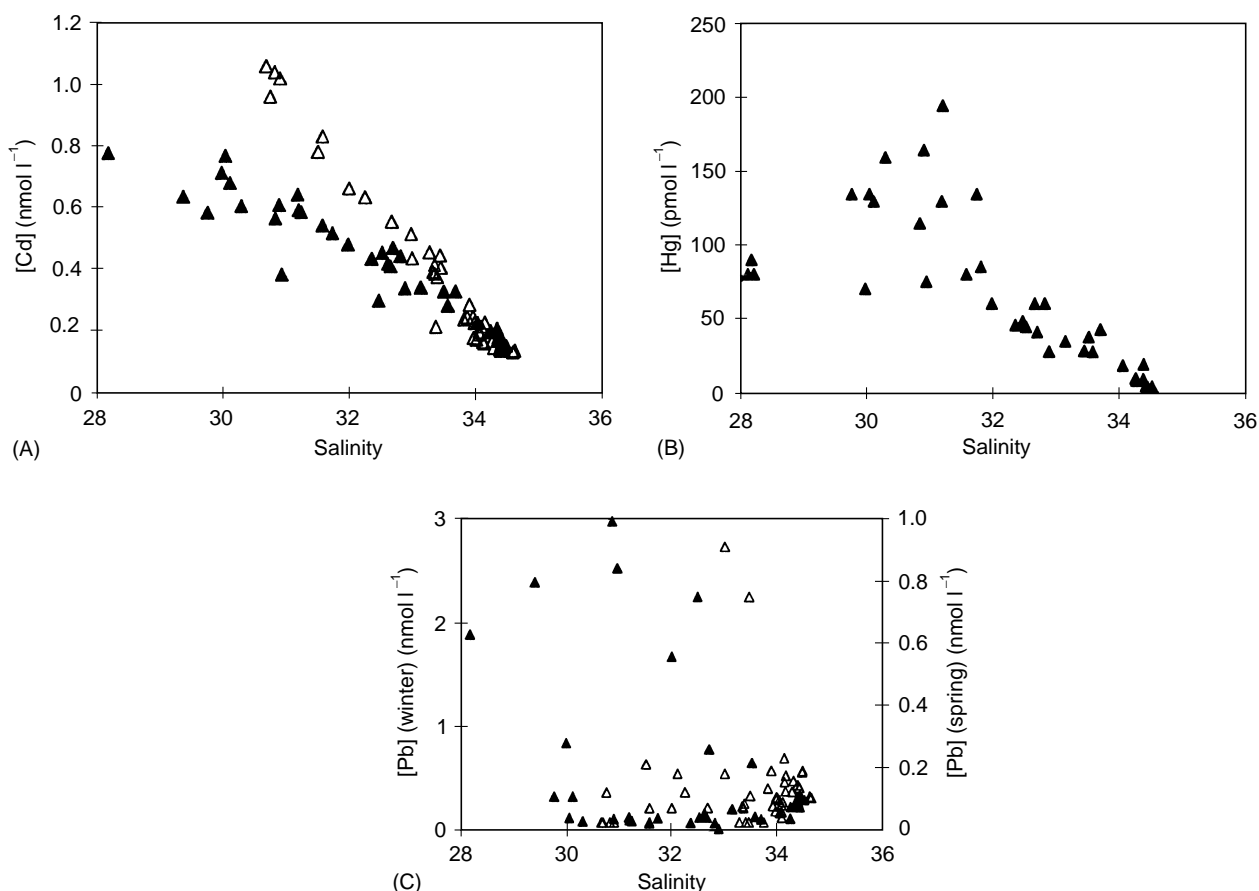 1.2
1.0
0.8
0.6
0.4
0.2
0
[Cd] (nmol l⁻¹)
28 30 32 34 36
Salinity
(A)
250
200
150
100
50
0
[Hg] (pmol l⁻¹)
28 30 32 34 36
Salinity
(B)
3
2
1
0
[Pb] (winter) (nmol l⁻¹)
1.0
0.8
0.6
0.4
0.2
0
[Pb] (spring) (nmol l⁻¹)
28 30 32 34 36
Salinity
(C)